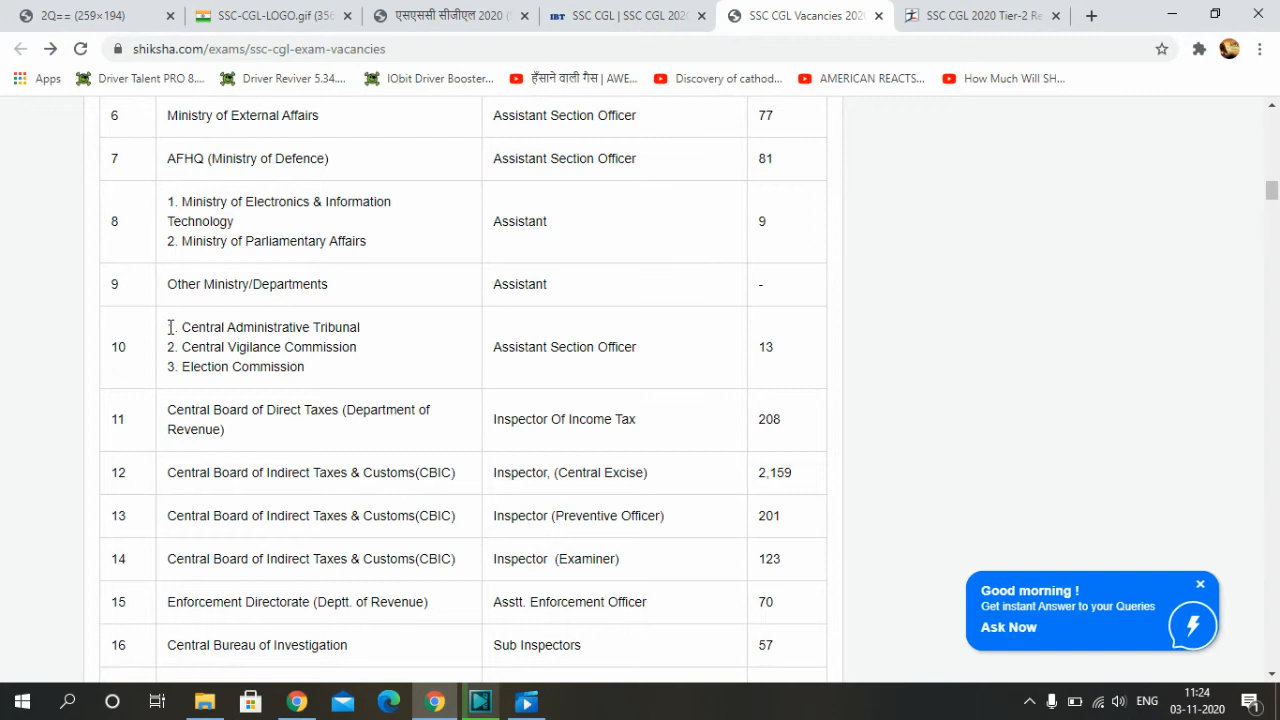 2Q== (259×194)
SSC-CGL-LOGO.gif (356
एसएससी सीजीएल 2020 (
IBT SSC CGL | SSC CGL 202
SSC CGL Vacancies 202
SSC CGL 2020 Tier-2 Re
shiksha.com/exams/ssc-cgl-exam-vacancies
Apps
Driver Talent PRO 8....
Driver Reviver 5.34....
IObit Driver Booster...
हँसाने वाली गैस | AWE...
Discovery of cathod...
AMERICAN REACTS...
How Much Will SH...
6 Ministry of External Affairs Assistant Section Officer 77
7 AFHQ (Ministry of Defence) Assistant Section Officer 81
1. Ministry of Electronics & Information
8 Technology Assistant 9
2. Ministry of Parliamentary Affairs
9 Other Ministry/Departments Assistant -
1. Central Administrative Tribunal
10 2. Central Vigilance Commission Assistant Section Officer 13
3. Election Commission
11 Central Board of Direct Taxes (Department of Inspector Of Income Tax 208
Revenue)
12 Central Board of Indirect Taxes & Customs(CBIC) Inspector, (Central Excise) 2,159
13 Central Board of Indirect Taxes & Customs(CBIC) Inspector (Preventive Officer) 201
14 Central Board of Indirect Taxes & Customs(CBIC) Inspector (Examiner) 123
15 Enforcement Directorate (Deptt. of Revenue) Asstt. Enforcement Officer 70
16 Central Bureau of Investigation Sub Inspectors 57
Good morning !
Get instant Answer to your Queries
Ask Now
ENG
11:24
03-11-2020
1